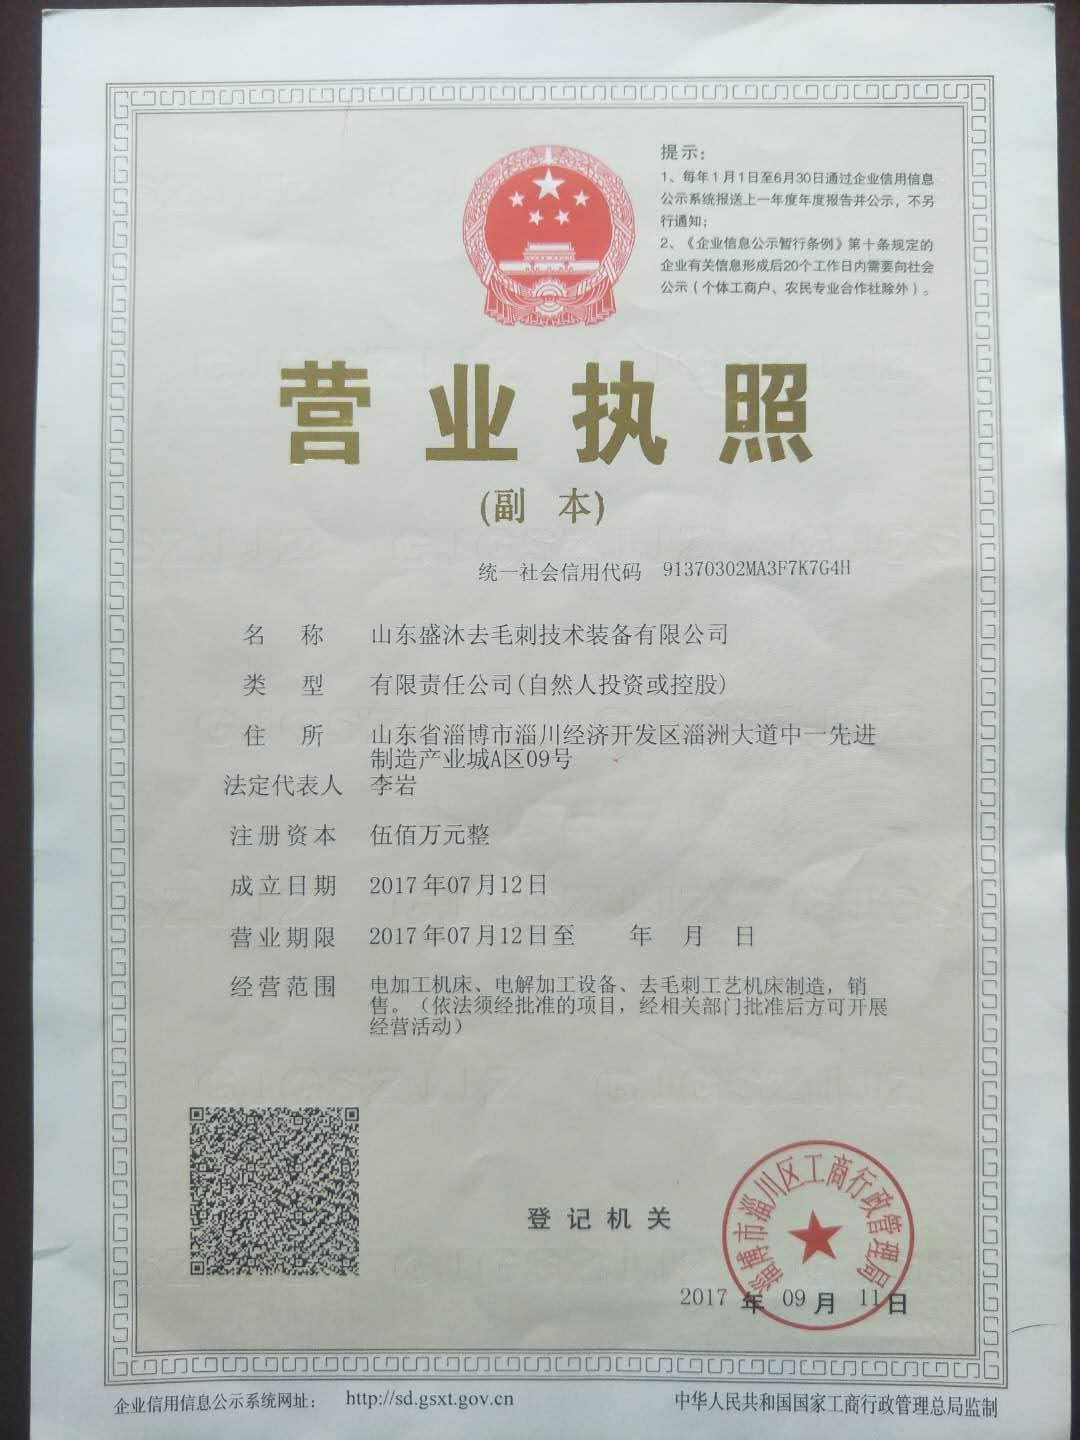 提示：
1、每年1月1日至6月30日通过企业信用信息
公示系统报送上一年度年度报告并公示，不另
行通知；
2、《企业信息公示暂行条例》第十条规定的
企业有关信息形成后20个工作日内需要向社会
公示（个体工商户、农民专业合作社除外）。
营业执照
(副 本)
统一社会信用代码 91370302MA3F7K7G4H
名 称 山东盛沐去毛刺技术装备有限公司
类 型 有限责任公司(自然人投资或控股)
住 所 山东省淄博市淄川经济开发区淄洲大道中一先进
制造产业城A区09号
法定代表人 李岩
注册资本 伍佰万元整
成立日期 2017年07月12日
营业期限 2017年07月12日至 年 月 日
经营范围 电加工机床、电解加工设备、去毛刺工艺机床制造，销
售。（依法须经批准的项目，经相关部门批准后方可开展
经营活动）
登记机关
淄博市淄川区工商行政管理局
2017 年 09 月 11 日
企业信用信息公示系统网址： http://sd.gsxt.gov.cn
中华人民共和国国家工商行政管理总局监制